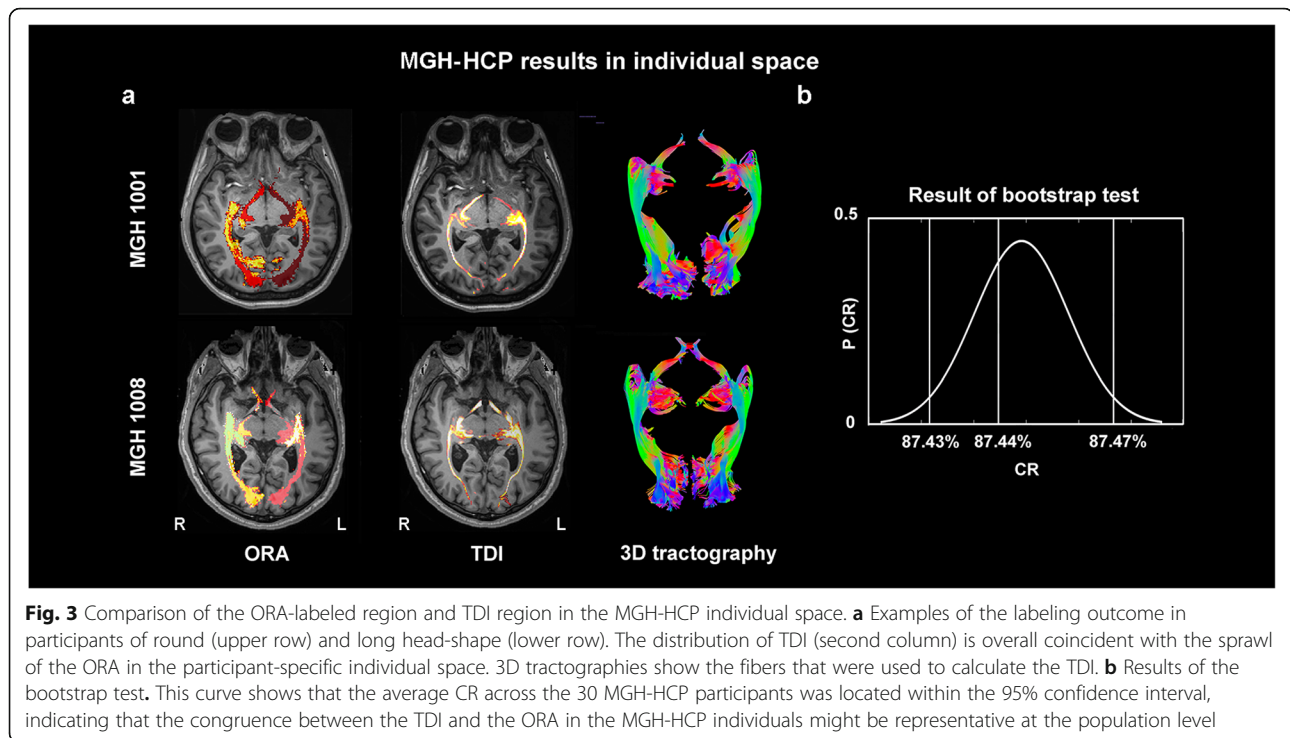 MGH-HCP results in individual space
a
b
MGH 1001
MGH 1008
R
L
R
L
ORA
TDI
3D tractography
Result of bootstrap test
0.5
P (CR)
0
87.43%
87.44%
87.47%
CR
Fig. 3 Comparison of the ORA-labeled region and TDI region in the MGH-HCP individual space. a Examples of the labeling outcome in
participants of round (upper row) and long head-shape (lower row). The distribution of TDI (second column) is overall coincident with the sprawl
of the ORA in the participant-specific individual space. 3D tractographies show the fibers that were used to calculate the TDI. b Results of the
bootstrap test. This curve shows that the average CR across the 30 MGH-HCP participants was located within the 95% confidence interval,
indicating that the congruence between the TDI and the ORA in the MGH-HCP individuals might be representative at the population level